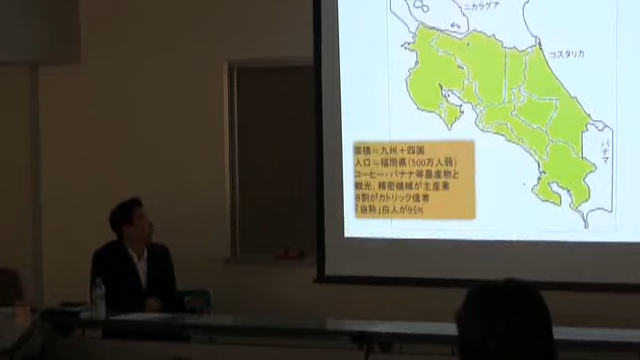 ニカラグア
コスタリカ
パナマ
面積≒九州＋四国
人口≒福岡県(500万人弱)
コーヒー・バナナ等農産物と
観光、精密機械が主産業
8割がカトリック信者
「自称」白人が95%